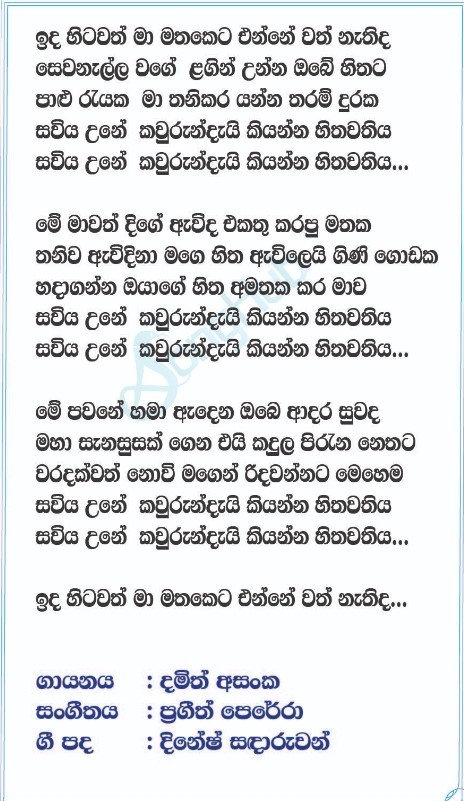 ඉද හිටවත් මා මතකෙට එන්නේ වත් නැතිද
සෙවනැල්ල වගේ ළගින් උන්න ඔබේ හිතට
පාළු රැයක මා තනිකර යන්න තරම් දුරක
සවිය උනේ කවුරුන්දැයි කියන්න හිතවතිය
සවිය උනේ කවුරුන්දැයි කියන්න හිතවතිය...
මේ මාවත් දිගේ ඇවිද එකතු කරපු මතක
තනිව ඇවිදිනා මගෙ හිත ඇවිලෙයි ගිණි ගොඩක
හදාගන්න ඔයාගේ හිත අමතක කර මාව
සවිය උනේ කවුරුන්දැයි කියන්න හිතවතිය
සවිය උනේ කවුරුන්දැයි කියන්න හිතවතිය...
මේ පවනේ හමා ඇදෙන ඔබෙ ආදර සුවද
මහා සැනසුසක් ගෙන එයි කදුල පිරැන නෙතට
වරදක්වත් නොවි මගෙන් රිදවන්නට මෙහෙම
සවිය උනේ කවුරුන්දැයි කියන්න හිතවතිය
සවිය උනේ කවුරුන්දැයි කියන්න හිතවතිය...
ඉද හිටවත් මා මතකෙට එන්නේ වත් නැතිද...
ගායනය : දමිත් අසංක
සංගීතය : ප්‍රගීත් පෙරේරා
ගී පද : දිනේෂ් සඳාරුවන්